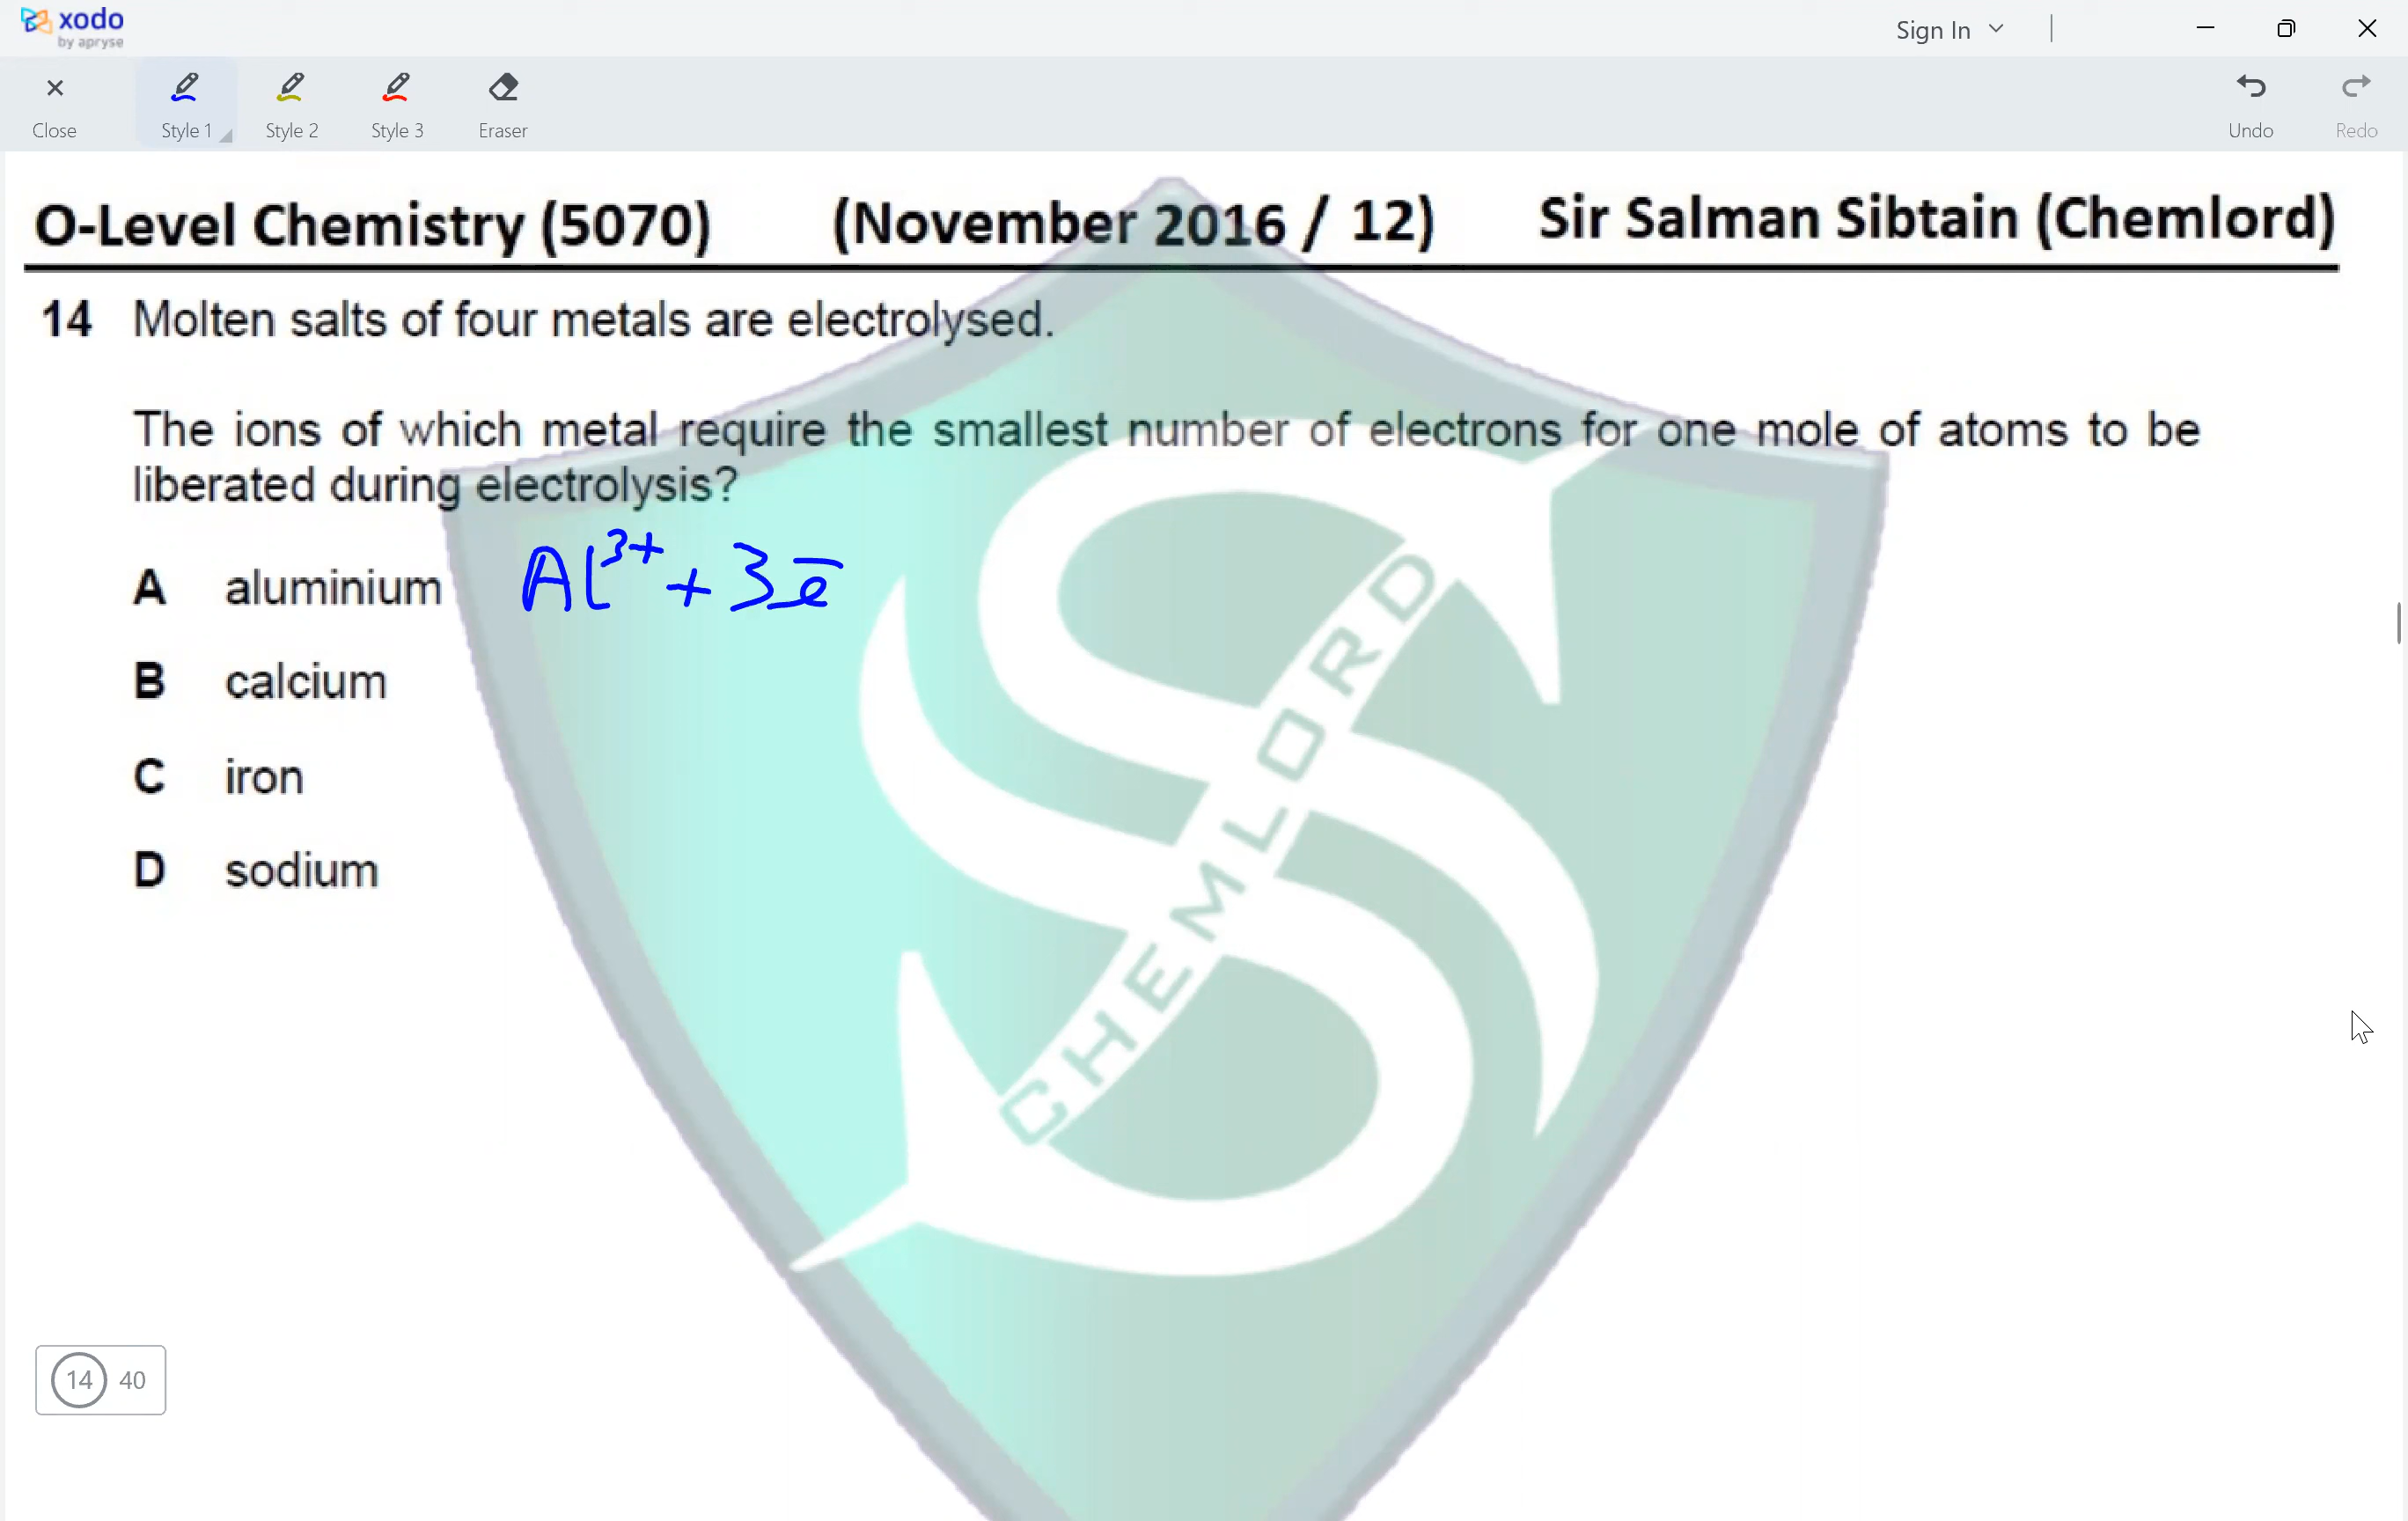 xodo
by apryse
Sign In
Close
Style 1
Style 2
Style 3
Eraser
Undo
Redo
O-Level Chemistry (5070) (November 2016 / 12) Sir Salman Sibtain (Chemlord)
14 Molten salts of four metals are electrolysed.
The ions of which metal require the smallest number of electrons for one mole of atoms to be
liberated during electrolysis?
A aluminium Al³⁺ + 3e̅
B calcium
C iron
D sodium
CHEMLORD
14 40